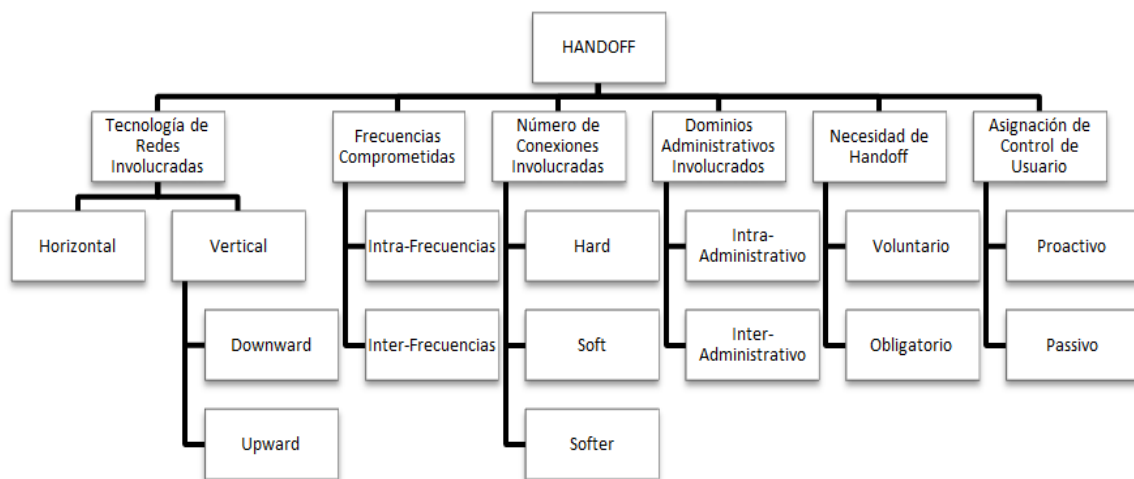 HANDOFF
Tecnología de
Redes
Involucradas
Frecuencias
Comprometidas
Número de
Conexiones
Involucradas
Dominios
Administrativos
Involucrados
Necesidad de
Handoff
Asignación de
Control de
Usuario
Horizontal
Vertical
Intra-Frecuencias
Hard
Intra-
Administrativo
Voluntario
Proactivo
Downward
Inter-Frecuencias
Soft
Inter-
Administrativo
Obligatorio
Pasivo
Upward
Softer